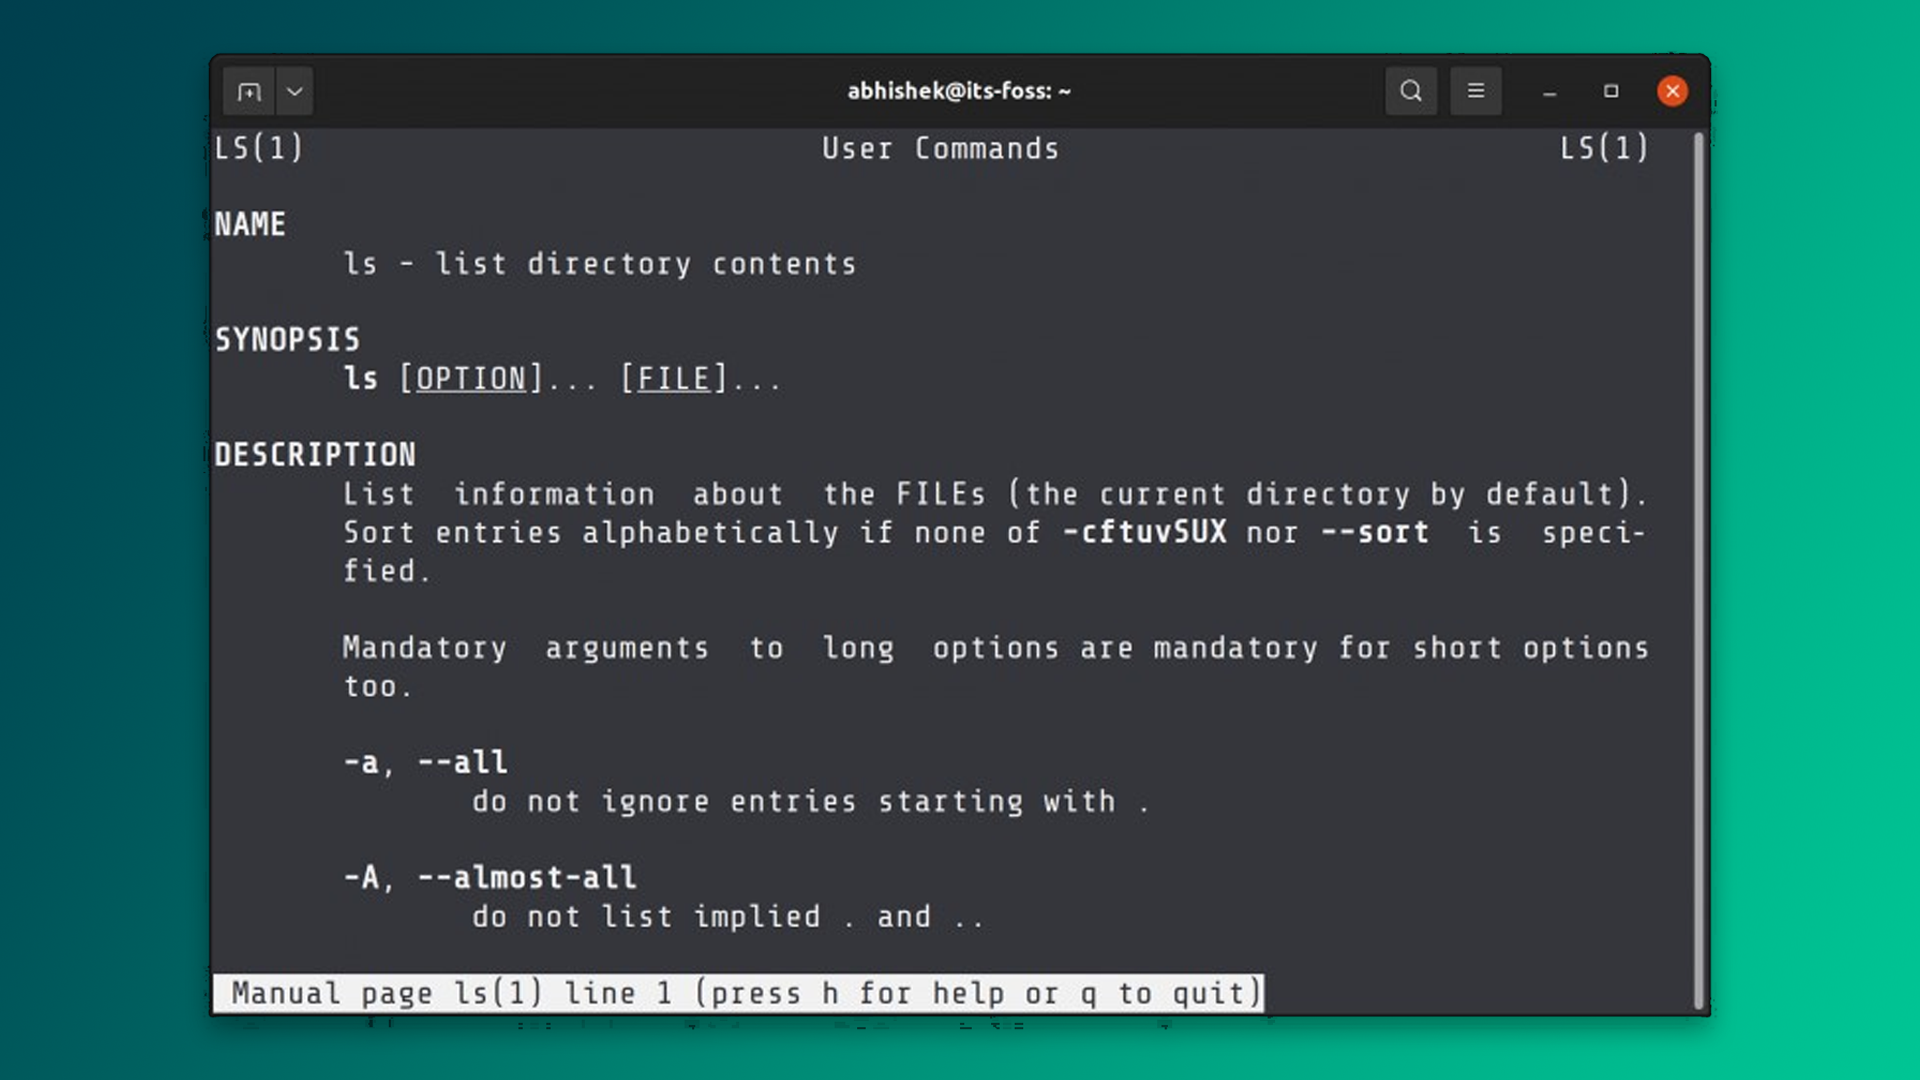 abhishek@its-foss: ~
LS(1) User Commands LS(1)
NAME
ls - list directory contents
SYNOPSIS
ls [OPTION]... [FILE]...
DESCRIPTION
List information about the FILEs (the current directory by default).
Sort entries alphabetically if none of -cftuvSUX nor --sort is speci-
fied.
Mandatory arguments to long options are mandatory for short options
too.
-a, --all
do not ignore entries starting with .
-A, --almost-all
do not list implied . and ..
Manual page ls(1) line 1 (press h for help or q to quit)